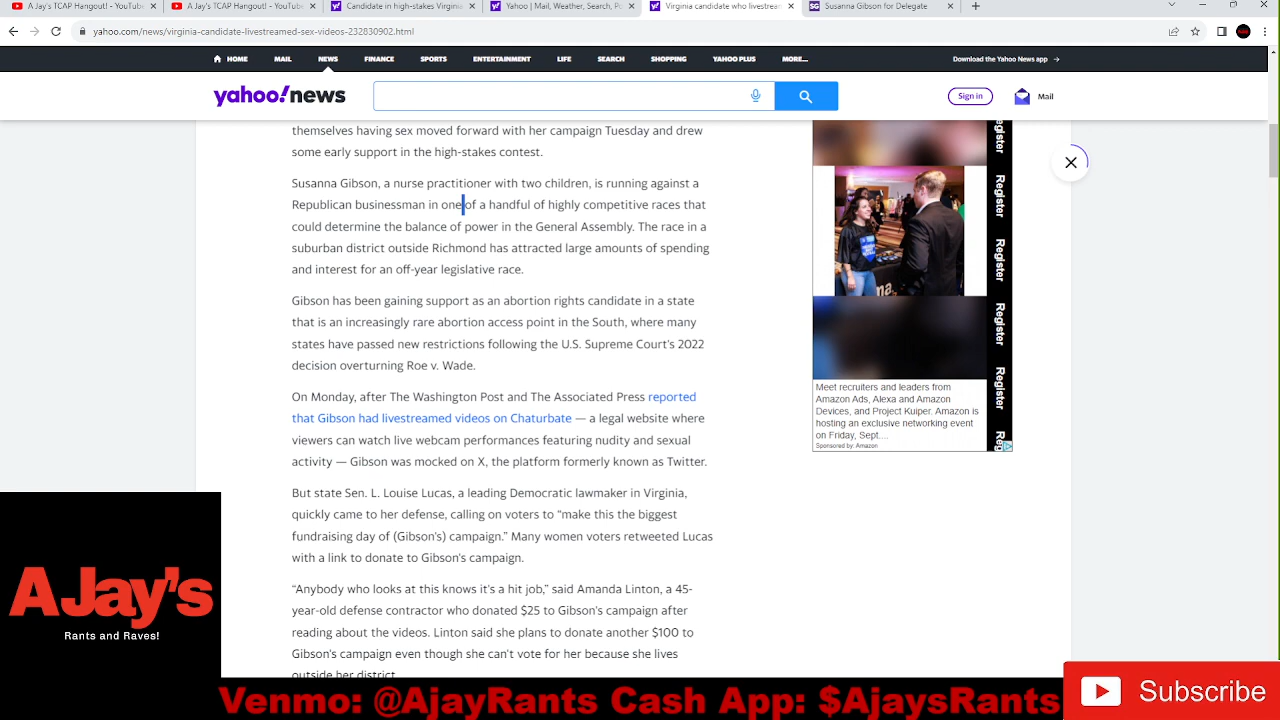 A Jay's TCAP Hangout! - YouTub
A Jay's TCAP Hangout! - YouTub
Candidate in high-stakes Virginia
Yahoo | Mail, Weather, Search, Po
Virginia candidate who livestream
Susanna Gibson for Delegate
yahoo.com/news/virginia-candidate-livestreamed-sex-videos-232830902.html
HOME MAIL NEWS FINANCE SPORTS ENTERTAINMENT LIFE SEARCH SHOPPING YAHOO PLUS MORE... Download the Yahoo News app →
yahoo!news
Sign in
Mail
themselves having sex moved forward with her campaign Tuesday and drew
some early support in the high-stakes contest.
Susanna Gibson, a nurse practitioner with two children, is running against a
Republican businessman in one of a handful of highly competitive races that
could determine the balance of power in the General Assembly. The race in a
suburban district outside Richmond has attracted large amounts of spending
and interest for an off-year legislative race.
Gibson has been gaining support as an abortion rights candidate in a state
that is an increasingly rare abortion access point in the South, where many
states have passed new restrictions following the U.S. Supreme Court's 2022
decision overturning Roe v. Wade.
On Monday, after The Washington Post and The Associated Press reported
that Gibson had livestreamed videos on Chaturbate — a legal website where
viewers can watch live webcam performances featuring nudity and sexual
activity — Gibson was mocked on X, the platform formerly known as Twitter.
But state Sen. L. Louise Lucas, a leading Democratic lawmaker in Virginia,
quickly came to her defense, calling on voters to “make this the biggest
fundraising day of (Gibson's) campaign.” Many women voters retweeted Lucas
with a link to donate to Gibson's campaign.
“Anybody who looks at this knows it's a hit job,” said Amanda Linton, a 45-
year-old defense contractor who donated $25 to Gibson's campaign after
reading about the videos. Linton said she plans to donate another $100 to
Gibson's campaign even though she can't vote for her because she lives
outside her district.
Register
Register
Register
Register
Register
Reg
Meet recruiters and leaders from
Amazon Ads, Alexa and Amazon
Devices, and Project Kuiper. Amazon is
hosting an exclusive networking event
on Friday, Sept....
Sponsored by: Amazon
AJay's
Rants and Raves!
Venmo: @AjayRants Cash App: $AjaysRants
Subscribe